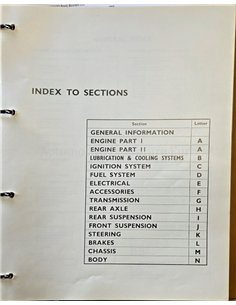 INDEX TO SECTIONS
Section Letter
GENERAL INFORMATION
ENGINE PART I A
ENGINE PART II A
LUBRICATION & COOLING SYSTEMS B
IGNITION SYSTEM C
FUEL SYSTEM D
ELECTRICAL E
ACCESSORIES F
TRANSMISSION G
REAR AXLE H
REAR SUSPENSION I
FRONT SUSPENSION J
STEERING K
BRAKES L
CHASSIS M
BODY N